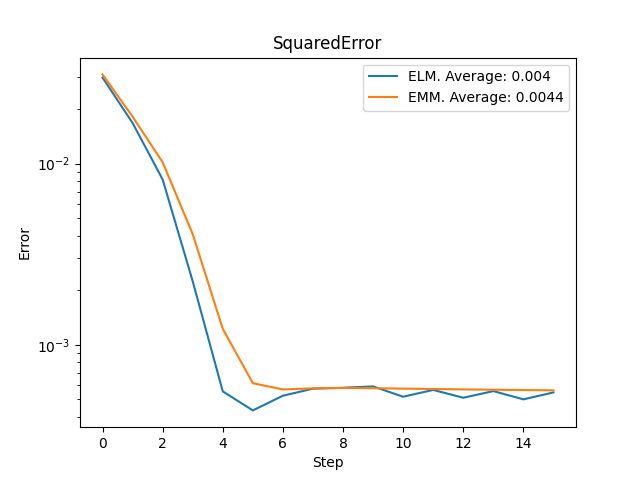 SquaredError
ELM. Average: 0.004
EMM. Average: 0.0044
Error
10⁻²
10⁻³
0 2 4 6 8 10 12 14
Step